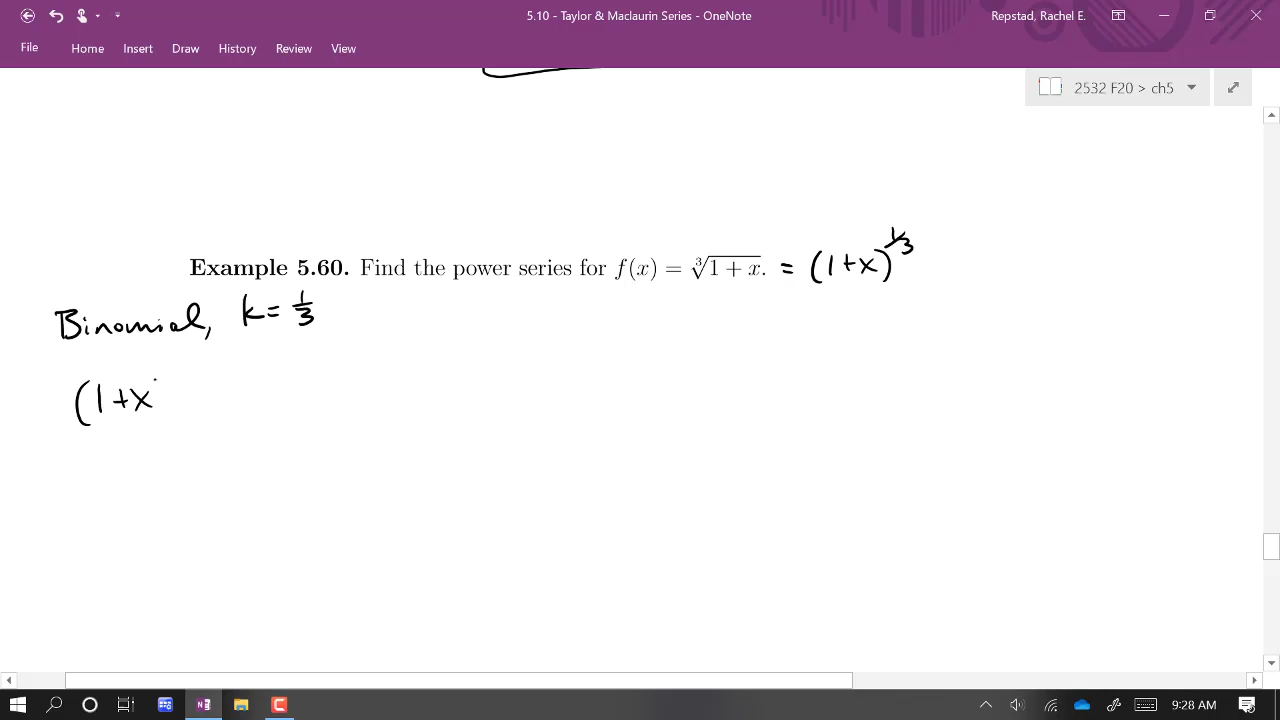 5.10 - Taylor & Maclaurin Series - OneNote
Repstad, Rachel E.
File Home Insert Draw History Review View
2532 F20 > ch5
Example 5.60. Find the power series for f(x) = ∛1 + x. = (1+x)^1/3
Binomial, k = 1/3
(1+x
9:28 AM